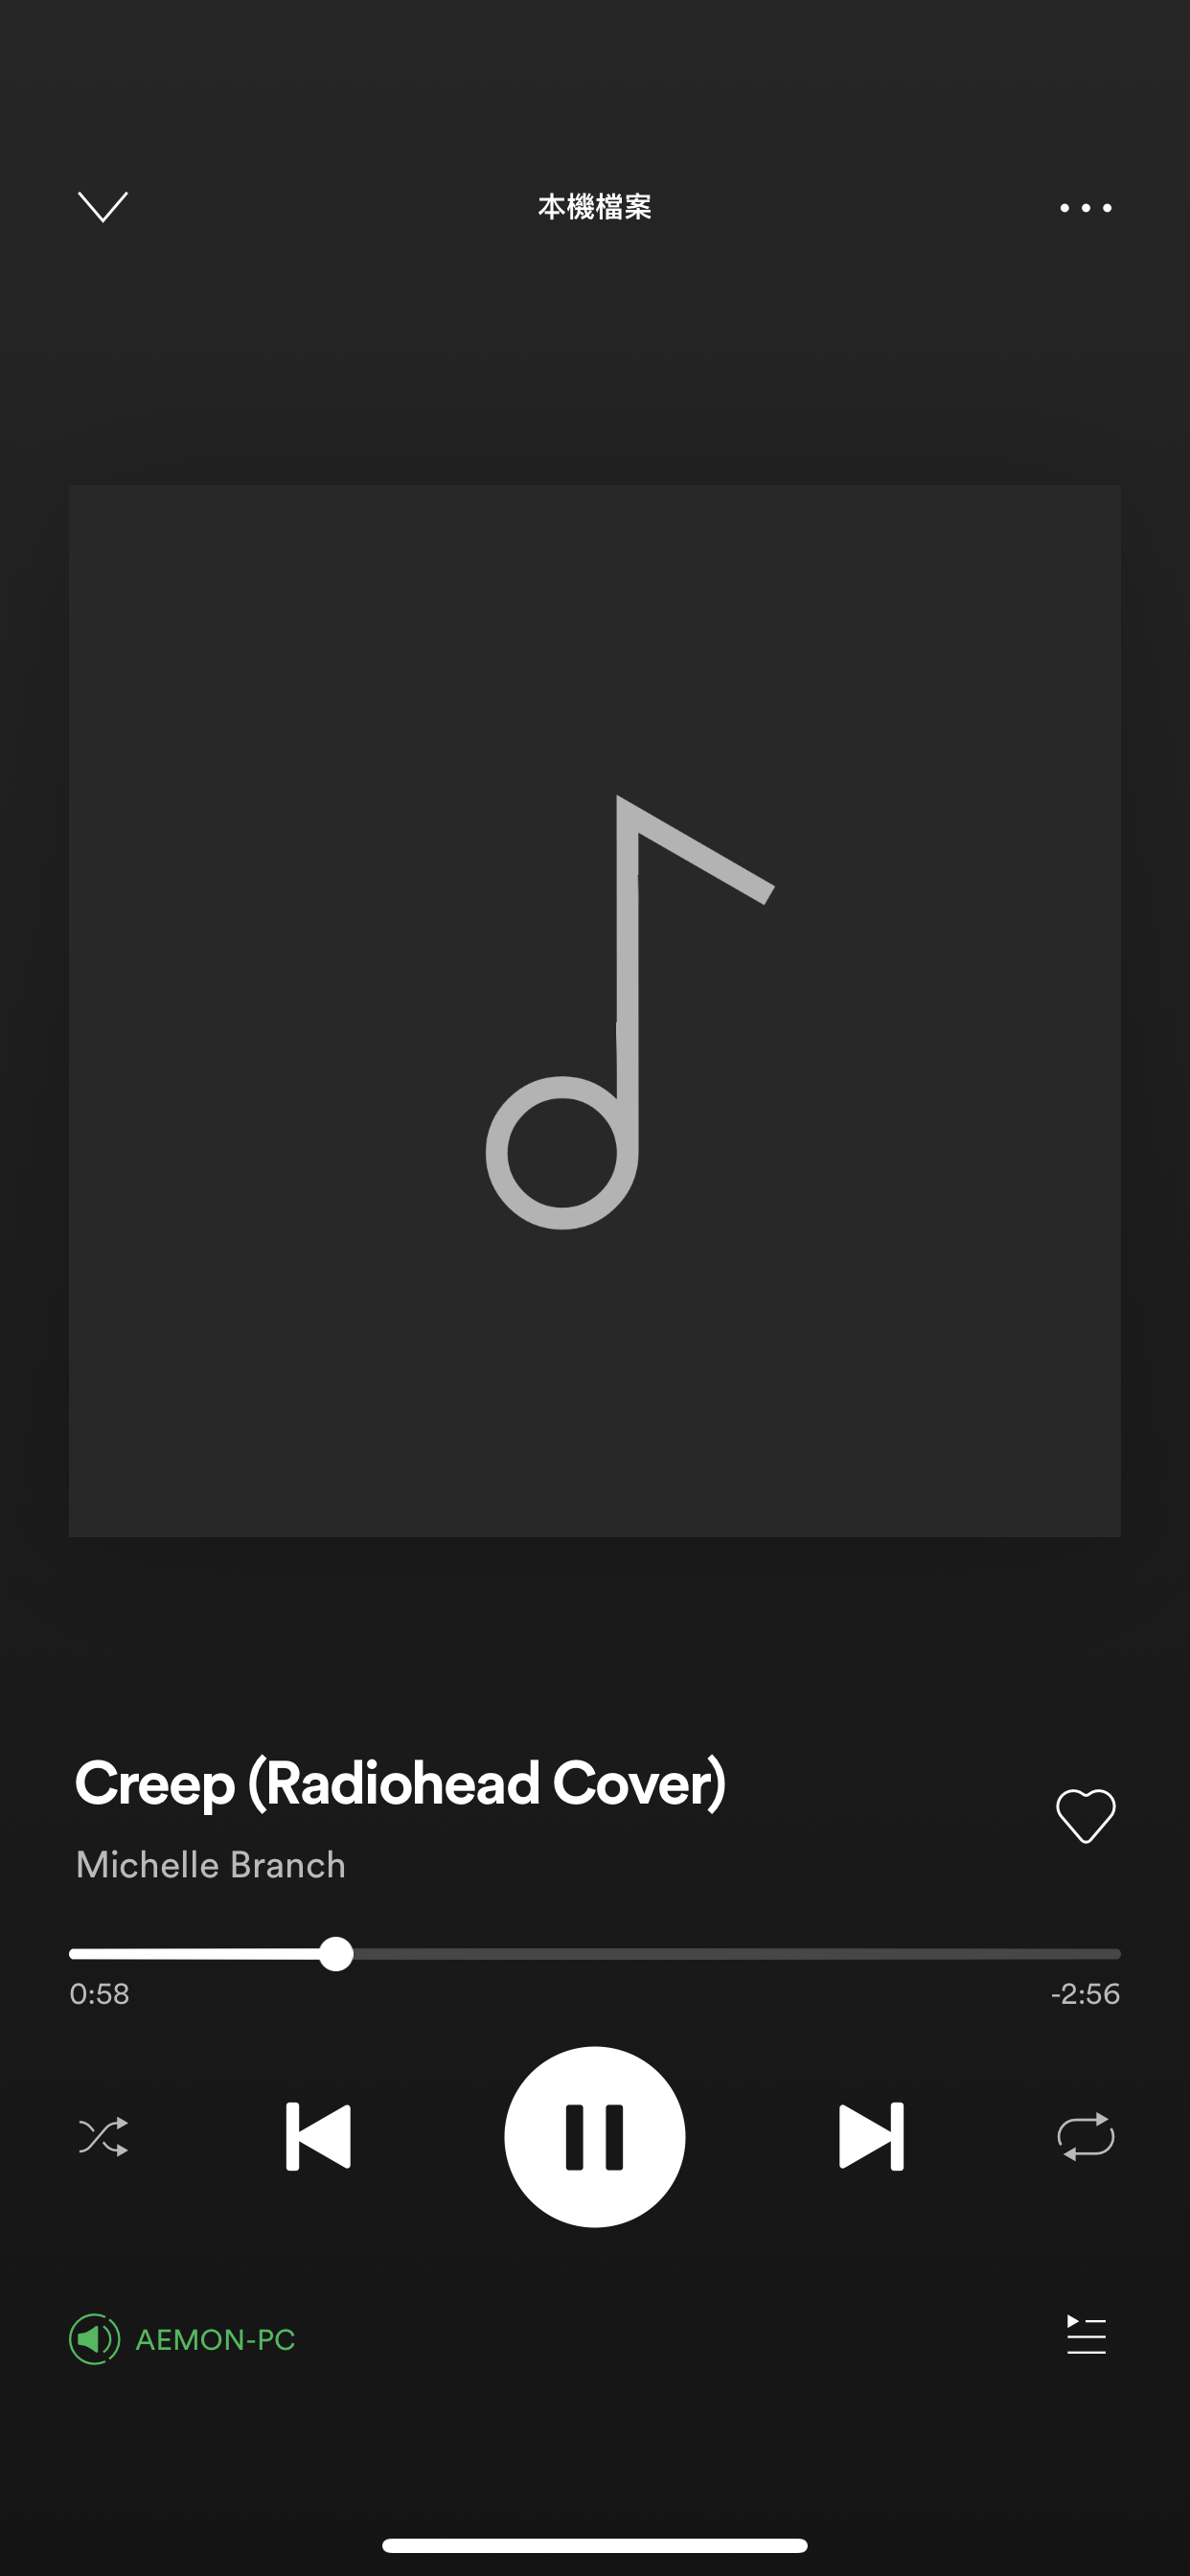 本機檔案
Creep (Radiohead Cover)
Michelle Branch
0:58
-2:56
AEMON-PC